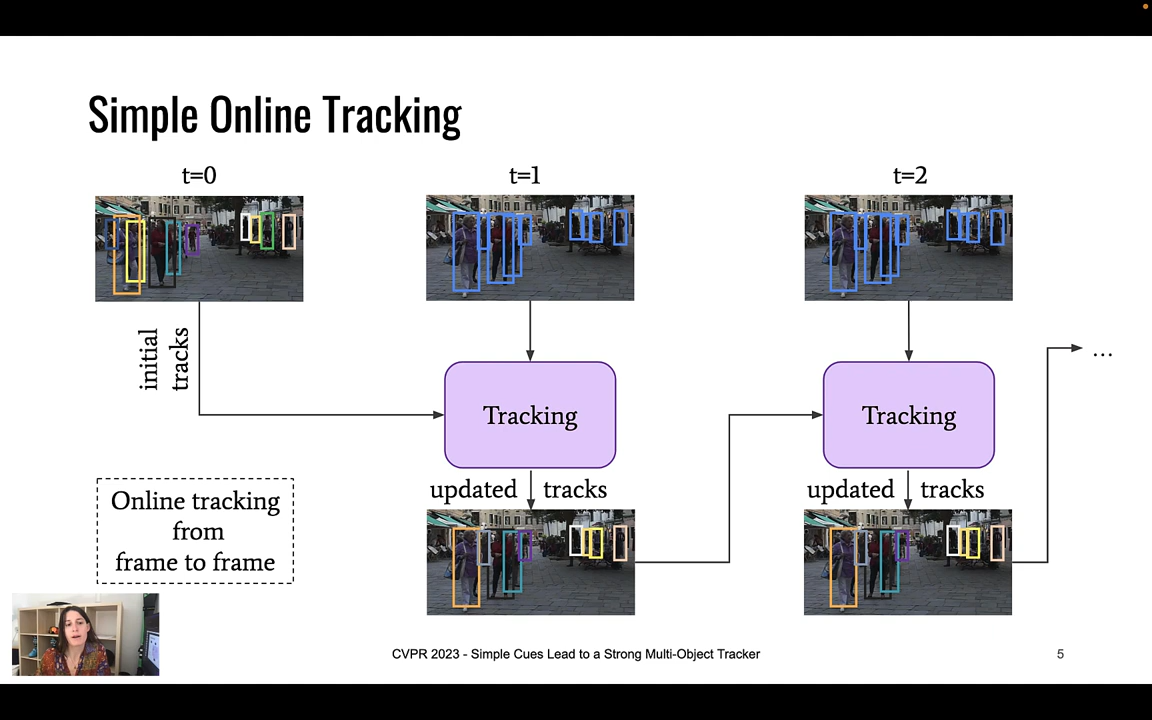 Simple Online Tracking
t=0
t=1
t=2
initial
tracks
...
Tracking
Tracking
updated tracks
updated tracks
Online tracking
from
frame to frame
CVPR 2023 - Simple Cues Lead to a Strong Multi-Object Tracker
5